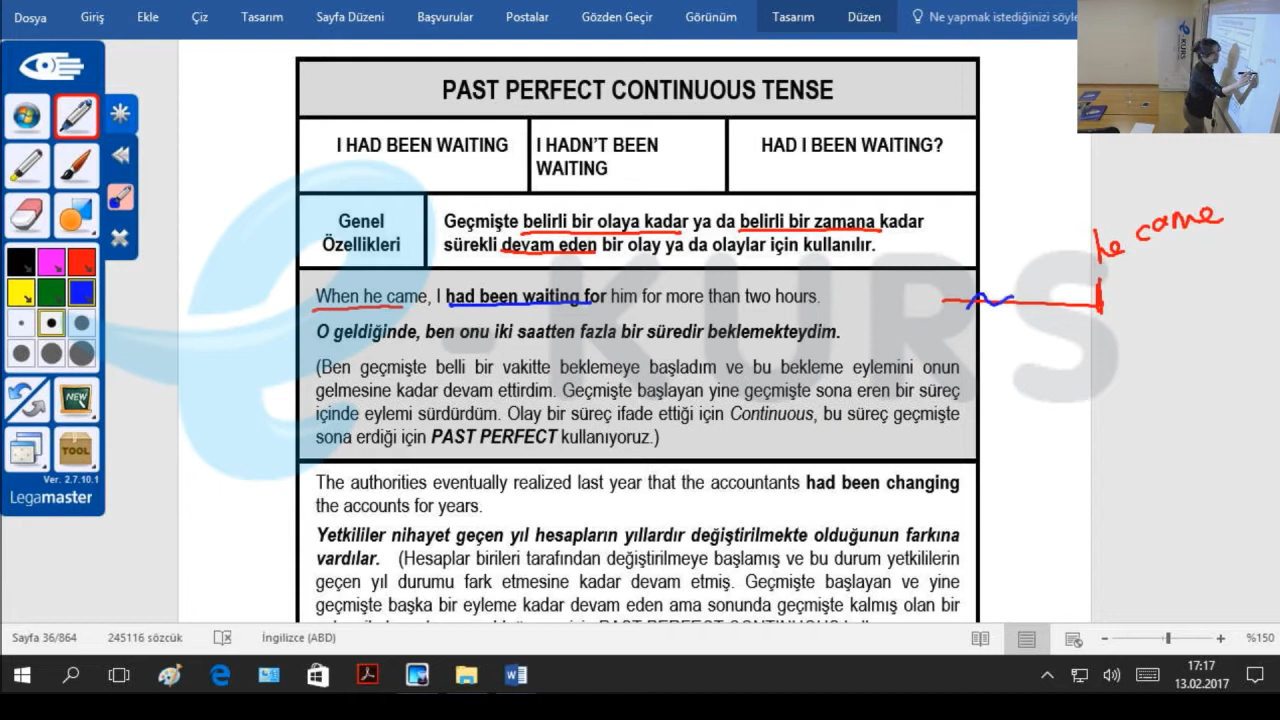 Dosya Giriş Ekle Çiz Tasarım Sayfa Düzeni Başvurular Postalar Gözden Geçir Görünüm Tasarım Düzen Ne yapmak istediğinizi söyle
e-KURS
he came
PAST PERFECT CONTINUOUS TENSE
I HAD BEEN WAITING
I HADN'T BEEN
WAITING
HAD I BEEN WAITING?
Genel
Özellikleri
Geçmişte belirli bir olaya kadar ya da belirli bir zamana kadar
sürekli devam eden bir olay ya da olaylar için kullanılır.
When he came, I had been waiting for him for more than two hours.
O geldiğinde, ben onu iki saatten fazla bir süredir beklemekteydim.
(Ben geçmişte belli bir vakitte beklemeye başladım ve bu bekleme eylemini onun
gelmesine kadar devam ettirdim. Geçmişte başlayan yine geçmişte sona eren bir süreç
içinde eylemi sürdürdüm. Olay bir süreç ifade ettiği için Continuous, bu süreç geçmişte
sona erdiği için PAST PERFECT kullanıyoruz.)
The authorities eventually realized last year that the accountants had been changing
the accounts for years.
Yetkililer nihayet geçen yıl hesapların yıllardır değiştirilmekte olduğunun farkına
vardılar. (Hesaplar birileri tarafından değiştirilmeye başlamış ve bu durum yetkililerin
geçen yıl durumu fark etmesine kadar devam etmiş. Geçmişte başlayan ve yine
geçmişte başka bir eyleme kadar devam eden ama sonunda geçmişte kalmış olan bir
NEW
TOOL
Ver. 2.7.10.1
Legamaster
e-KURS
Sayfa 36/864 245116 sözcük İngilizce (ABD) %150
17:17
13.02.2017